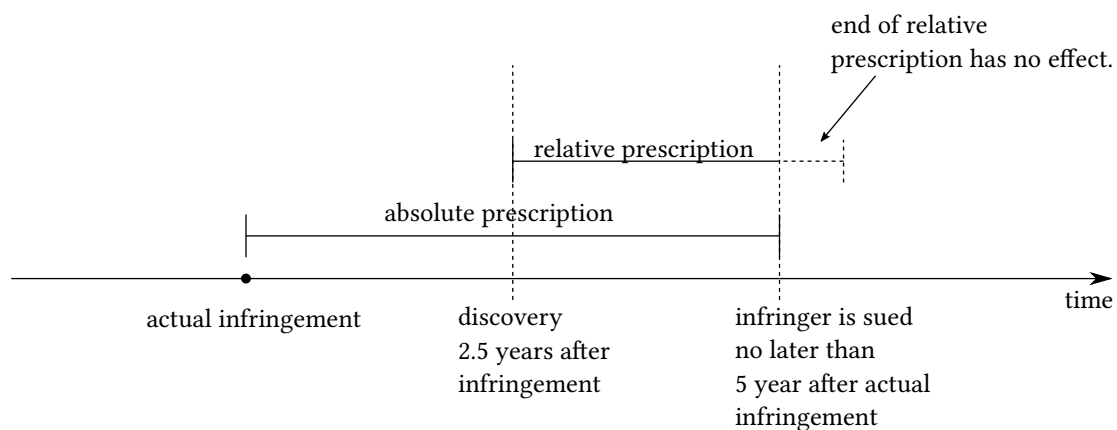 end of relative
prescription has no effect.
relative prescription
absolute prescription
time
actual infringement
discovery
2.5 years after
infringement
infringer is sued
no later than
5 year after actual
infringement